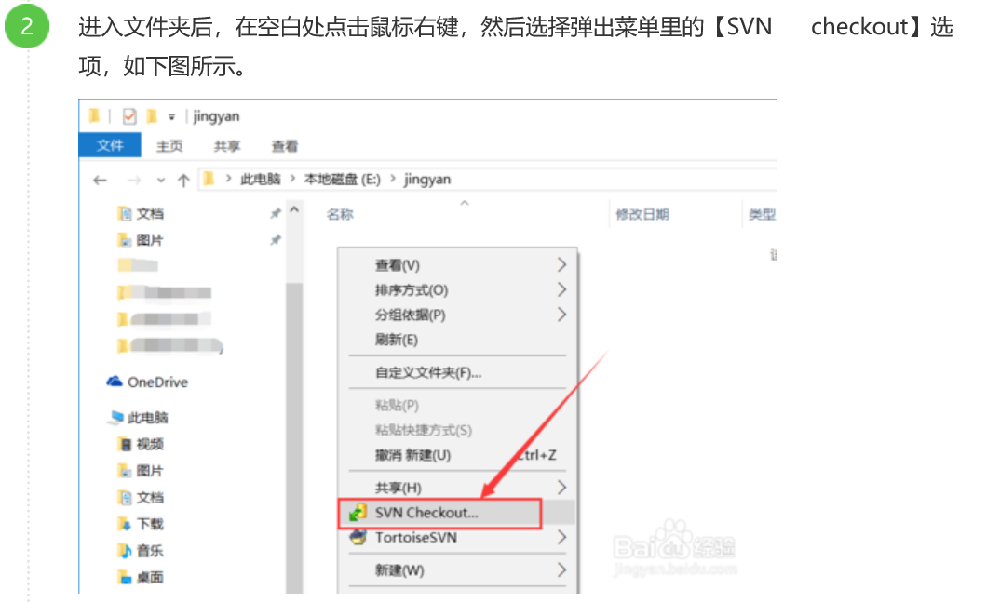 2
进入文件夹后，在空白处点击鼠标右键，然后选择弹出菜单里的【SVN checkout】选
项，如下图所示。
jingyan
文件 主页 共享 查看
此电脑 本地磁盘 (E:) jingyan
名称 修改日期 类型
文档
图片
OneDrive
此电脑
视频
图片
文档
下载
音乐
桌面
查看(V)
排序方式(O)
分组依据(P)
刷新(E)
自定义文件夹(F)...
粘贴(P)
粘贴快捷方式(S)
撤消 新建(U) Ctrl+Z
共享(H)
SVN Checkout...
TortoiseSVN
新建(W)
Baidu经验
jingyan.baidu.com